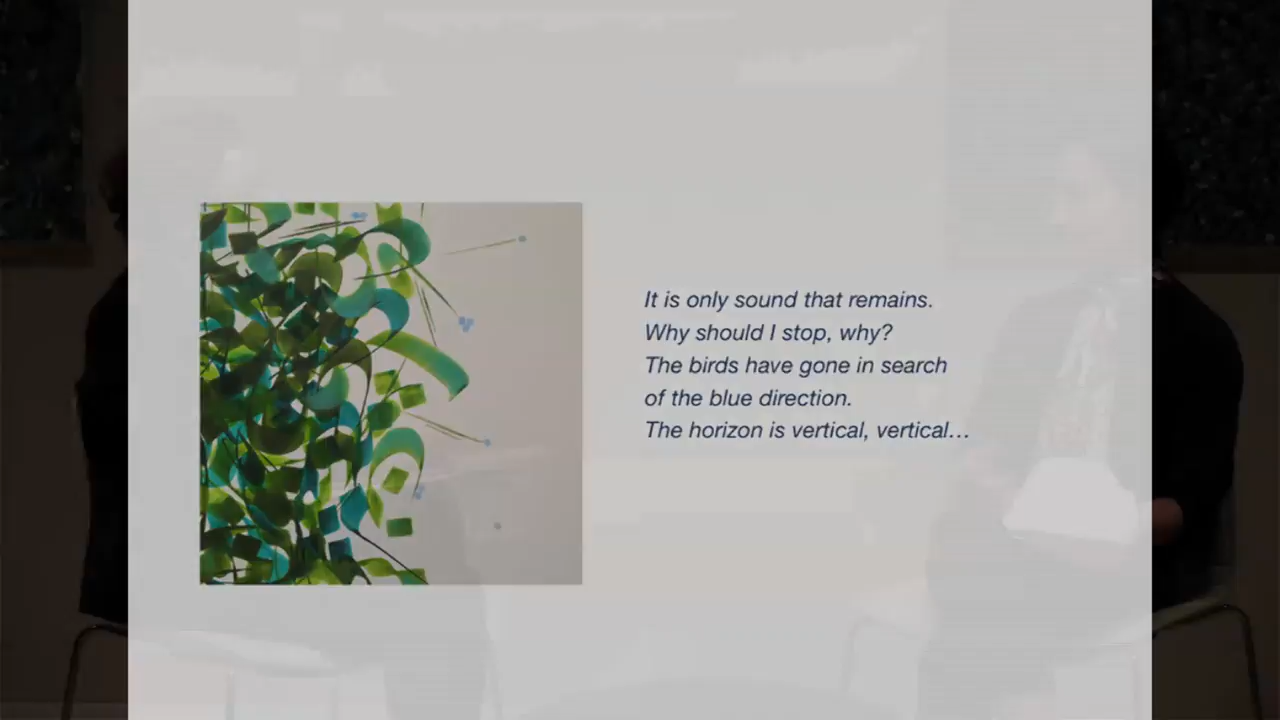 It is only sound that remains.
Why should I stop, why?
The birds have gone in search
of the blue direction.
The horizon is vertical, vertical…